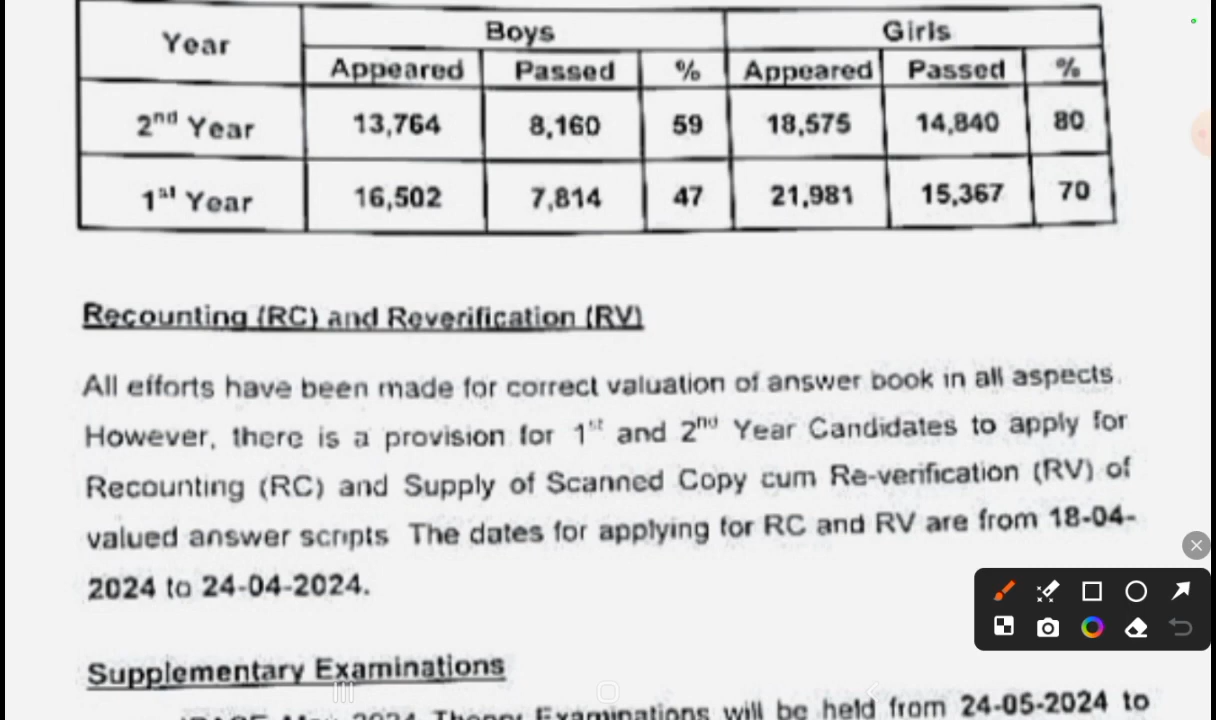 Year Boys Girls
Appeared Passed % Appeared Passed %
2nd Year 13,764 8,160 59 18,575 14,840 80
1st Year 16,502 7,814 47 21,981 15,367 70
Recounting (RC) and Reverification (RV)
All efforts have been made for correct valuation of answer book in all aspects.
However, there is a provision for 1st and 2nd Year Candidates to apply for
Recounting (RC) and Supply of Scanned Copy cum Re-verification (RV) of
valued answer scripts The dates for applying for RC and RV are from 18-04-
2024 to 24-04-2024.
Supplementary Examinations
May 2024 Theory Examinations will be held from 24-05-2024 to